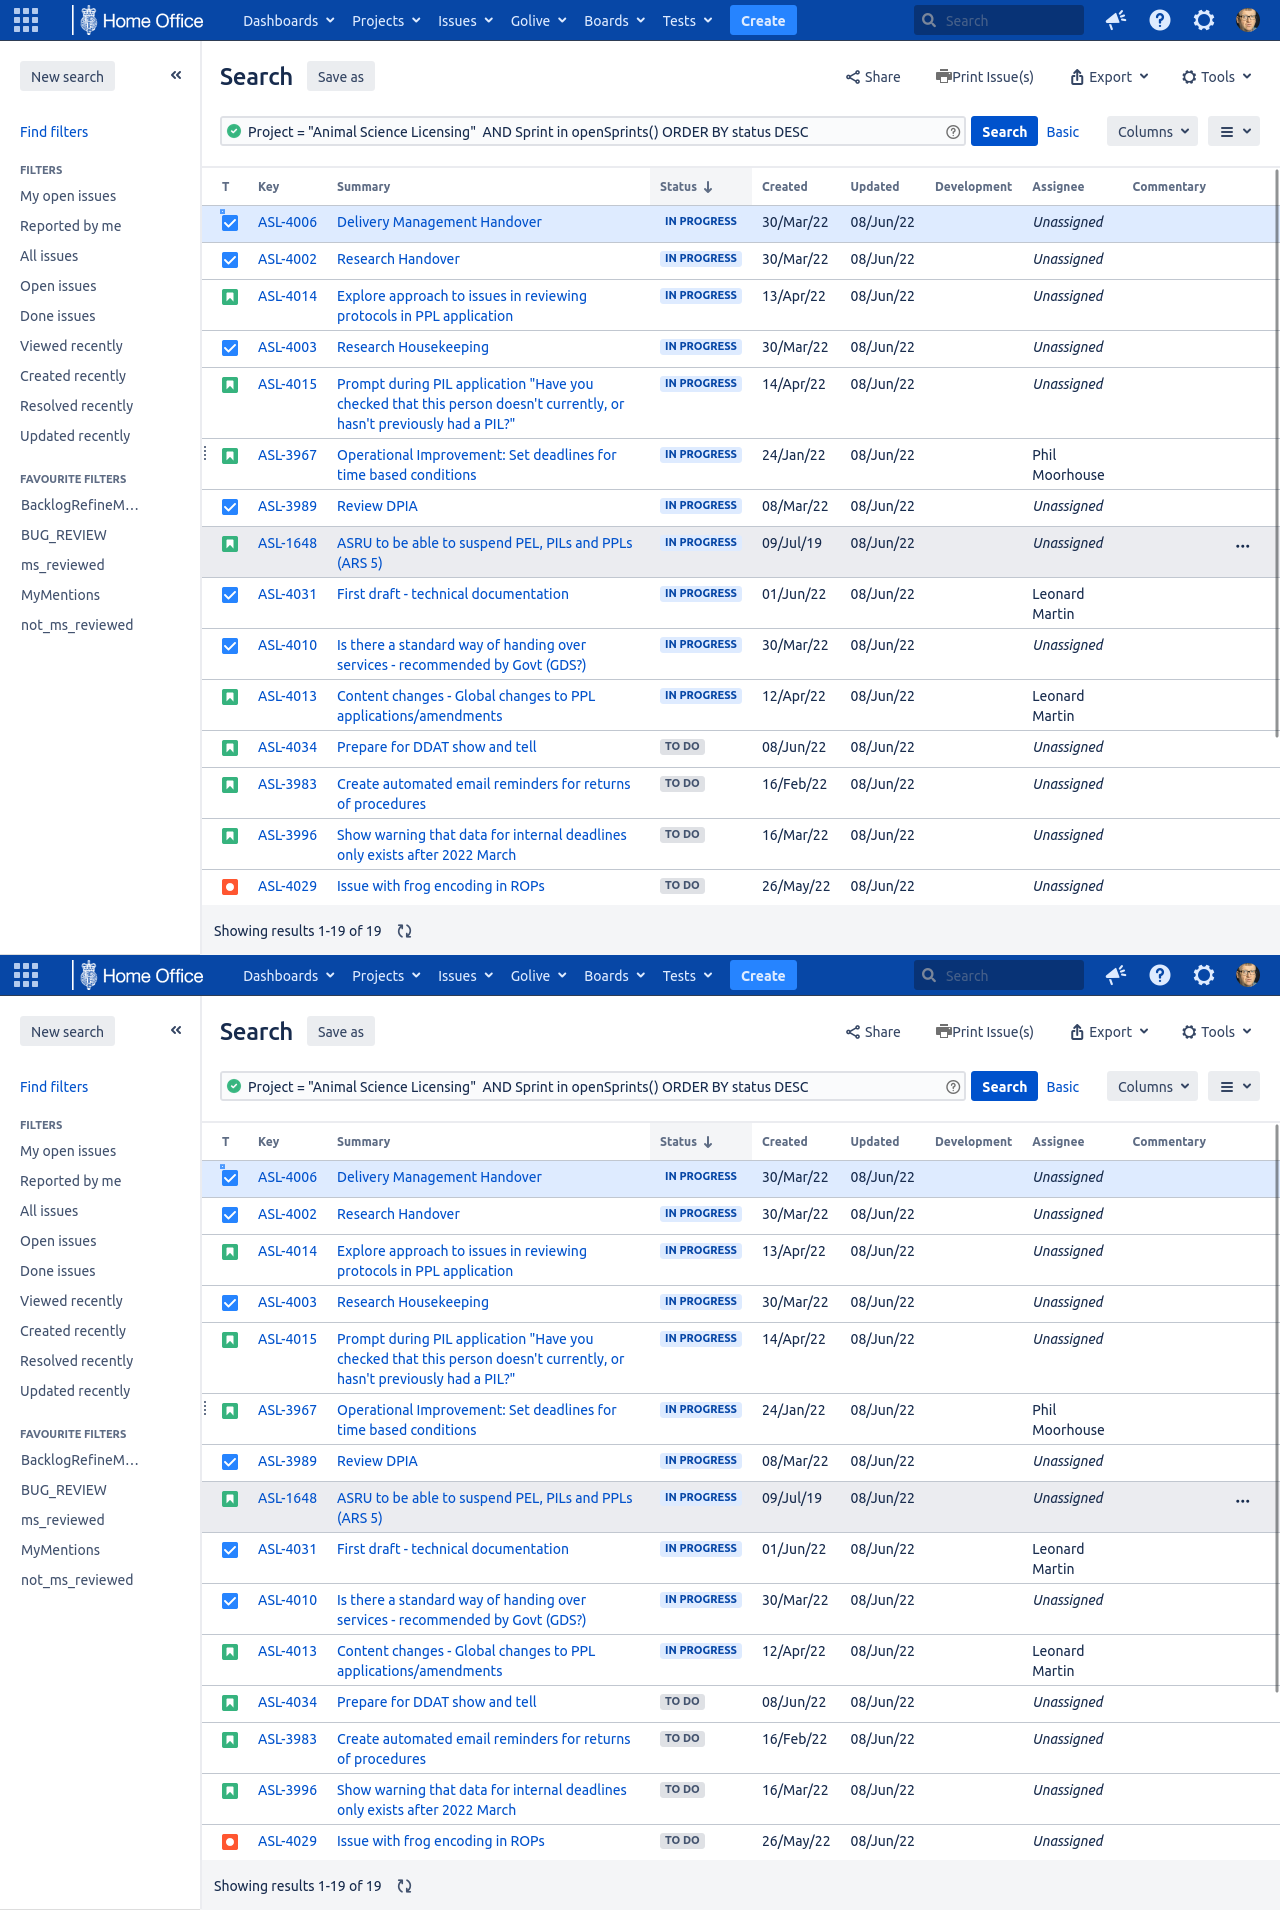 Home Office Dashboards Projects Issues Golive Boards Tests Create Search
New search
Search Save as Share Print Issue(s) Export Tools
Find filters
Project = "Animal Science Licensing"  AND Sprint in openSprints() ORDER BY status DESC Search Basic Columns
FILTERS
My open issues
Reported by me
All issues
Open issues
Done issues
Viewed recently
Created recently
Resolved recently
Updated recently
FAVOURITE FILTERS
BacklogRefineM...
BUG_REVIEW
ms_reviewed
MyMentions
not_ms_reviewed
T Key Summary Status Created Updated Development Assignee Commentary
ASL-4006 Delivery Management Handover IN PROGRESS 30/Mar/22 08/Jun/22 Unassigned
ASL-4002 Research Handover IN PROGRESS 30/Mar/22 08/Jun/22 Unassigned
ASL-4014 Explore approach to issues in reviewing IN PROGRESS 13/Apr/22 08/Jun/22 Unassigned
protocols in PPL application
ASL-4003 Research Housekeeping IN PROGRESS 30/Mar/22 08/Jun/22 Unassigned
ASL-4015 Prompt during PIL application "Have you IN PROGRESS 14/Apr/22 08/Jun/22 Unassigned
checked that this person doesn't currently, or
hasn't previously had a PIL?"
ASL-3967 Operational Improvement: Set deadlines for IN PROGRESS 24/Jan/22 08/Jun/22 Phil
time based conditions Moorhouse
ASL-3989 Review DPIA IN PROGRESS 08/Mar/22 08/Jun/22 Unassigned
ASL-1648 ASRU to be able to suspend PEL, PILs and PPLs IN PROGRESS 09/Jul/19 08/Jun/22 Unassigned
(ARS 5)
ASL-4031 First draft - technical documentation IN PROGRESS 01/Jun/22 08/Jun/22 Leonard
Martin
ASL-4010 Is there a standard way of handing over IN PROGRESS 30/Mar/22 08/Jun/22 Unassigned
services - recommended by Govt (GDS?)
ASL-4013 Content changes - Global changes to PPL IN PROGRESS 12/Apr/22 08/Jun/22 Leonard
applications/amendments Martin
ASL-4034 Prepare for DDAT show and tell TO DO 08/Jun/22 08/Jun/22 Unassigned
ASL-3983 Create automated email reminders for returns TO DO 16/Feb/22 08/Jun/22 Unassigned
of procedures
ASL-3996 Show warning that data for internal deadlines TO DO 16/Mar/22 08/Jun/22 Unassigned
only exists after 2022 March
ASL-4029 Issue with frog encoding in ROPs TO DO 26/May/22 08/Jun/22 Unassigned
Showing results 1-19 of 19
Home Office Dashboards Projects Issues Golive Boards Tests Create Search
New search
Search Save as Share Print Issue(s) Export Tools
Find filters
Project = "Animal Science Licensing"  AND Sprint in openSprints() ORDER BY status DESC Search Basic Columns
FILTERS
My open issues
Reported by me
All issues
Open issues
Done issues
Viewed recently
Created recently
Resolved recently
Updated recently
FAVOURITE FILTERS
BacklogRefineM...
BUG_REVIEW
ms_reviewed
MyMentions
not_ms_reviewed
T Key Summary Status Created Updated Development Assignee Commentary
ASL-4006 Delivery Management Handover IN PROGRESS 30/Mar/22 08/Jun/22 Unassigned
ASL-4002 Research Handover IN PROGRESS 30/Mar/22 08/Jun/22 Unassigned
ASL-4014 Explore approach to issues in reviewing IN PROGRESS 13/Apr/22 08/Jun/22 Unassigned
protocols in PPL application
ASL-4003 Research Housekeeping IN PROGRESS 30/Mar/22 08/Jun/22 Unassigned
ASL-4015 Prompt during PIL application "Have you IN PROGRESS 14/Apr/22 08/Jun/22 Unassigned
checked that this person doesn't currently, or
hasn't previously had a PIL?"
ASL-3967 Operational Improvement: Set deadlines for IN PROGRESS 24/Jan/22 08/Jun/22 Phil
time based conditions Moorhouse
ASL-3989 Review DPIA IN PROGRESS 08/Mar/22 08/Jun/22 Unassigned
ASL-1648 ASRU to be able to suspend PEL, PILs and PPLs IN PROGRESS 09/Jul/19 08/Jun/22 Unassigned
(ARS 5)
ASL-4031 First draft - technical documentation IN PROGRESS 01/Jun/22 08/Jun/22 Leonard
Martin
ASL-4010 Is there a standard way of handing over IN PROGRESS 30/Mar/22 08/Jun/22 Unassigned
services - recommended by Govt (GDS?)
ASL-4013 Content changes - Global changes to PPL IN PROGRESS 12/Apr/22 08/Jun/22 Leonard
applications/amendments Martin
ASL-4034 Prepare for DDAT show and tell TO DO 08/Jun/22 08/Jun/22 Unassigned
ASL-3983 Create automated email reminders for returns TO DO 16/Feb/22 08/Jun/22 Unassigned
of procedures
ASL-3996 Show warning that data for internal deadlines TO DO 16/Mar/22 08/Jun/22 Unassigned
only exists after 2022 March
ASL-4029 Issue with frog encoding in ROPs TO DO 26/May/22 08/Jun/22 Unassigned
Showing results 1-19 of 19